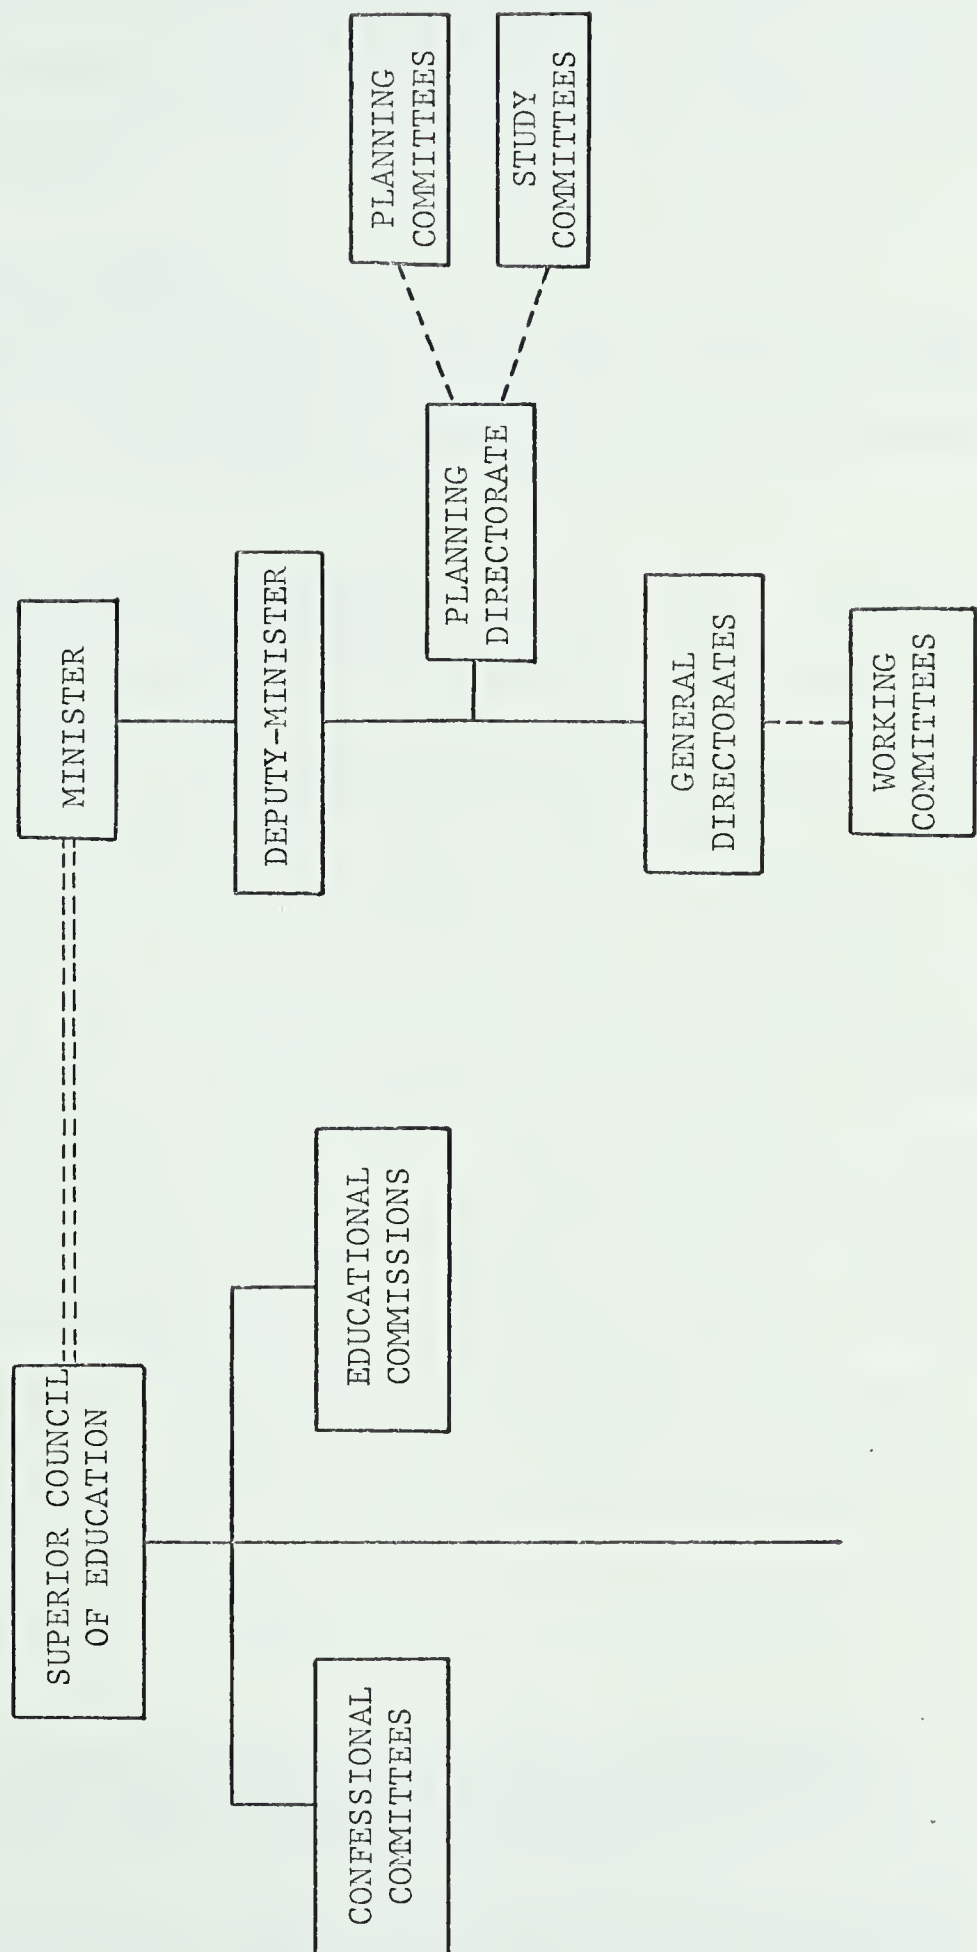 SUPERIOR COUNCIL
OF EDUCATION
MINISTER
DEPUTY-MINISTER
CONFESSIONAL
COMMITTEES
EDUCATIONAL
COMMISSIONS
PLANNING
DIRECTORATE
PLANNING
COMMITTEES
STUDY
COMMITTEES
GENERAL
DIRECTORATES
WORKING
COMMITTEES